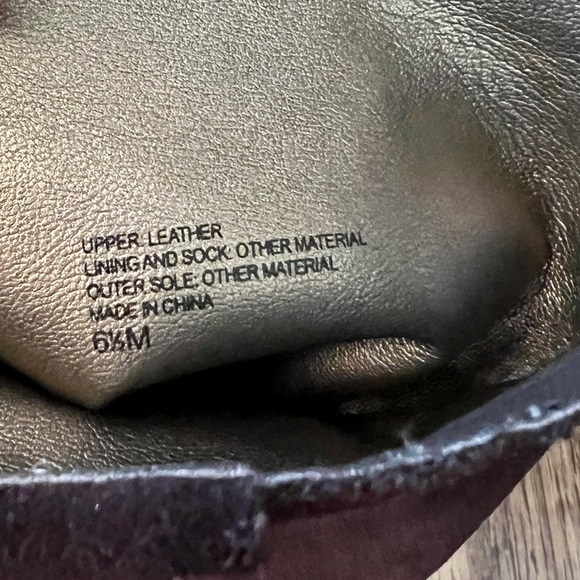 UPPER: LEATHER
LINING AND SOCK: OTHER MATERIAL
OUTER SOLE: OTHER MATERIAL
MADE IN CHINA
6½M